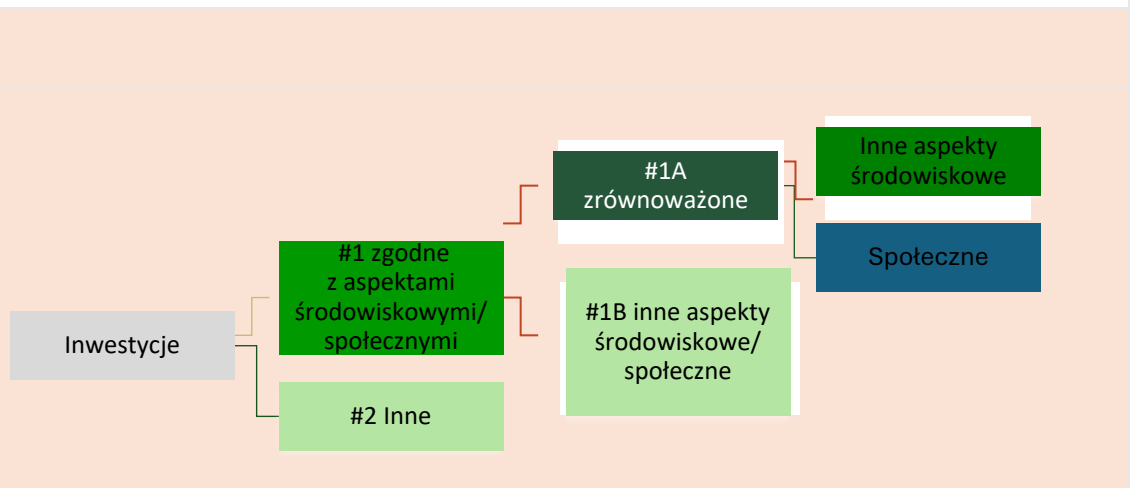 Inwestycje
#1 zgodne
z aspektami
środowiskowymi/
społecznymi
#2 Inne
#1A
zrównoważone
#1B inne aspekty
środowiskowe/
społeczne
Inne aspekty
środowiskowe
Społeczne